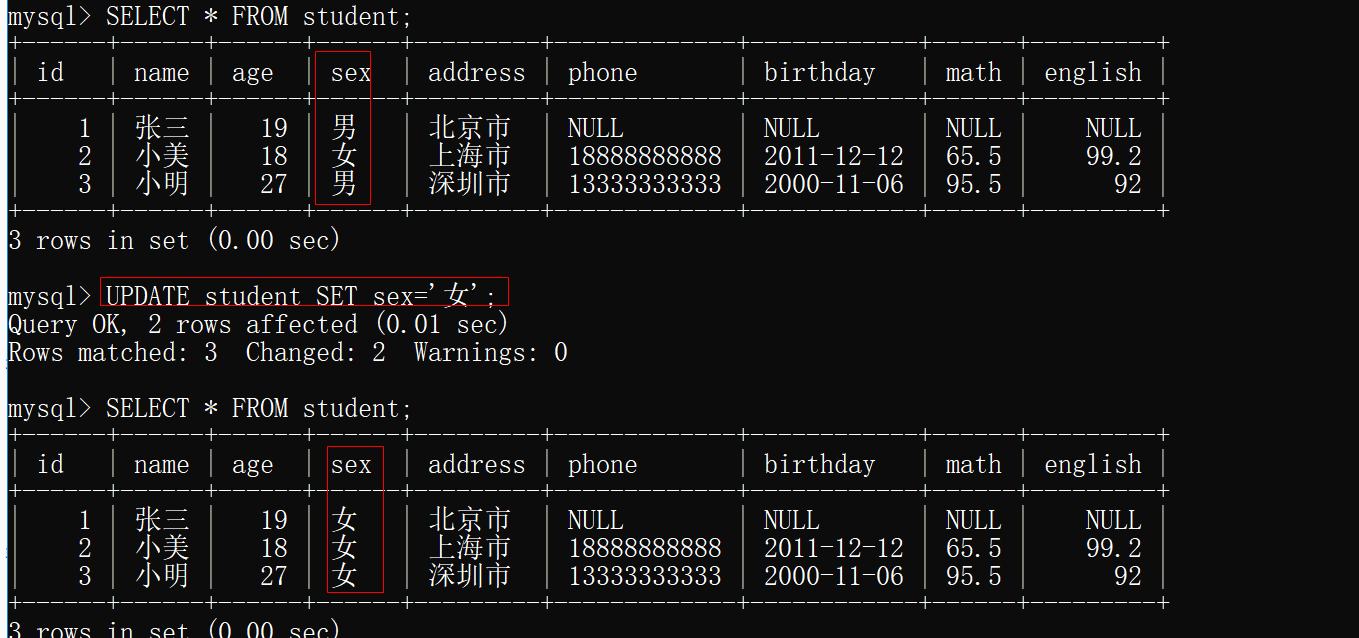 mysql> SELECT * FROM student;
+------+------+------+------+---------+-------------+------------+------+---------+
| id | name | age | sex | address | phone | birthday | math | english |
+------+------+------+------+---------+-------------+------------+------+---------+
| 1 | 张三 | 19 | 男 | 北京市 | NULL | NULL | NULL | NULL |
| 2 | 小美 | 18 | 女 | 上海市 | 18888888888 | 2011-12-12 | 65.5 | 99.2 |
| 3 | 小明 | 27 | 男 | 深圳市 | 13333333333 | 2000-11-06 | 95.5 | 92 |
+------+------+------+------+---------+-------------+------------+------+---------+
3 rows in set (0.00 sec)
mysql> UPDATE student SET sex='女';
Query OK, 2 rows affected (0.01 sec)
Rows matched: 3  Changed: 2  Warnings: 0
mysql> SELECT * FROM student;
+------+------+------+------+---------+-------------+------------+------+---------+
| id | name | age | sex | address | phone | birthday | math | english |
+------+------+------+------+---------+-------------+------------+------+---------+
| 1 | 张三 | 19 | 女 | 北京市 | NULL | NULL | NULL | NULL |
| 2 | 小美 | 18 | 女 | 上海市 | 18888888888 | 2011-12-12 | 65.5 | 99.2 |
| 3 | 小明 | 27 | 女 | 深圳市 | 13333333333 | 2000-11-06 | 95.5 | 92 |
+------+------+------+------+---------+-------------+------------+------+---------+
3 rows in set (0.00 sec)